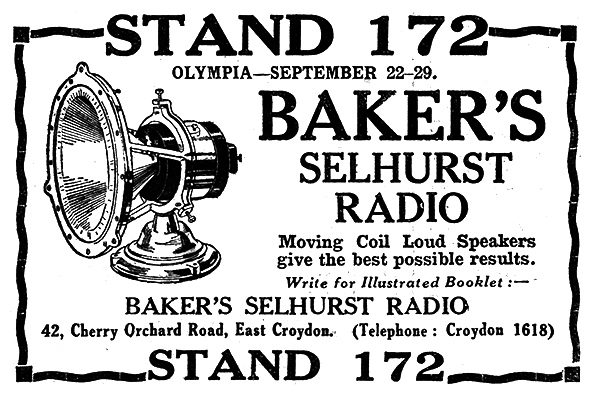 STAND 172
OLYMPIA—SEPTEMBER 22-29.
BAKER'S
SELHURST
RADIO
Moving Coil Loud Speakers
give the best possible results.
Write for Illustrated Booklet :—
BAKER'S SELHURST RADIO
42, Cherry Orchard Road, East Croydon. (Telephone : Croydon 1618)
STAND 172